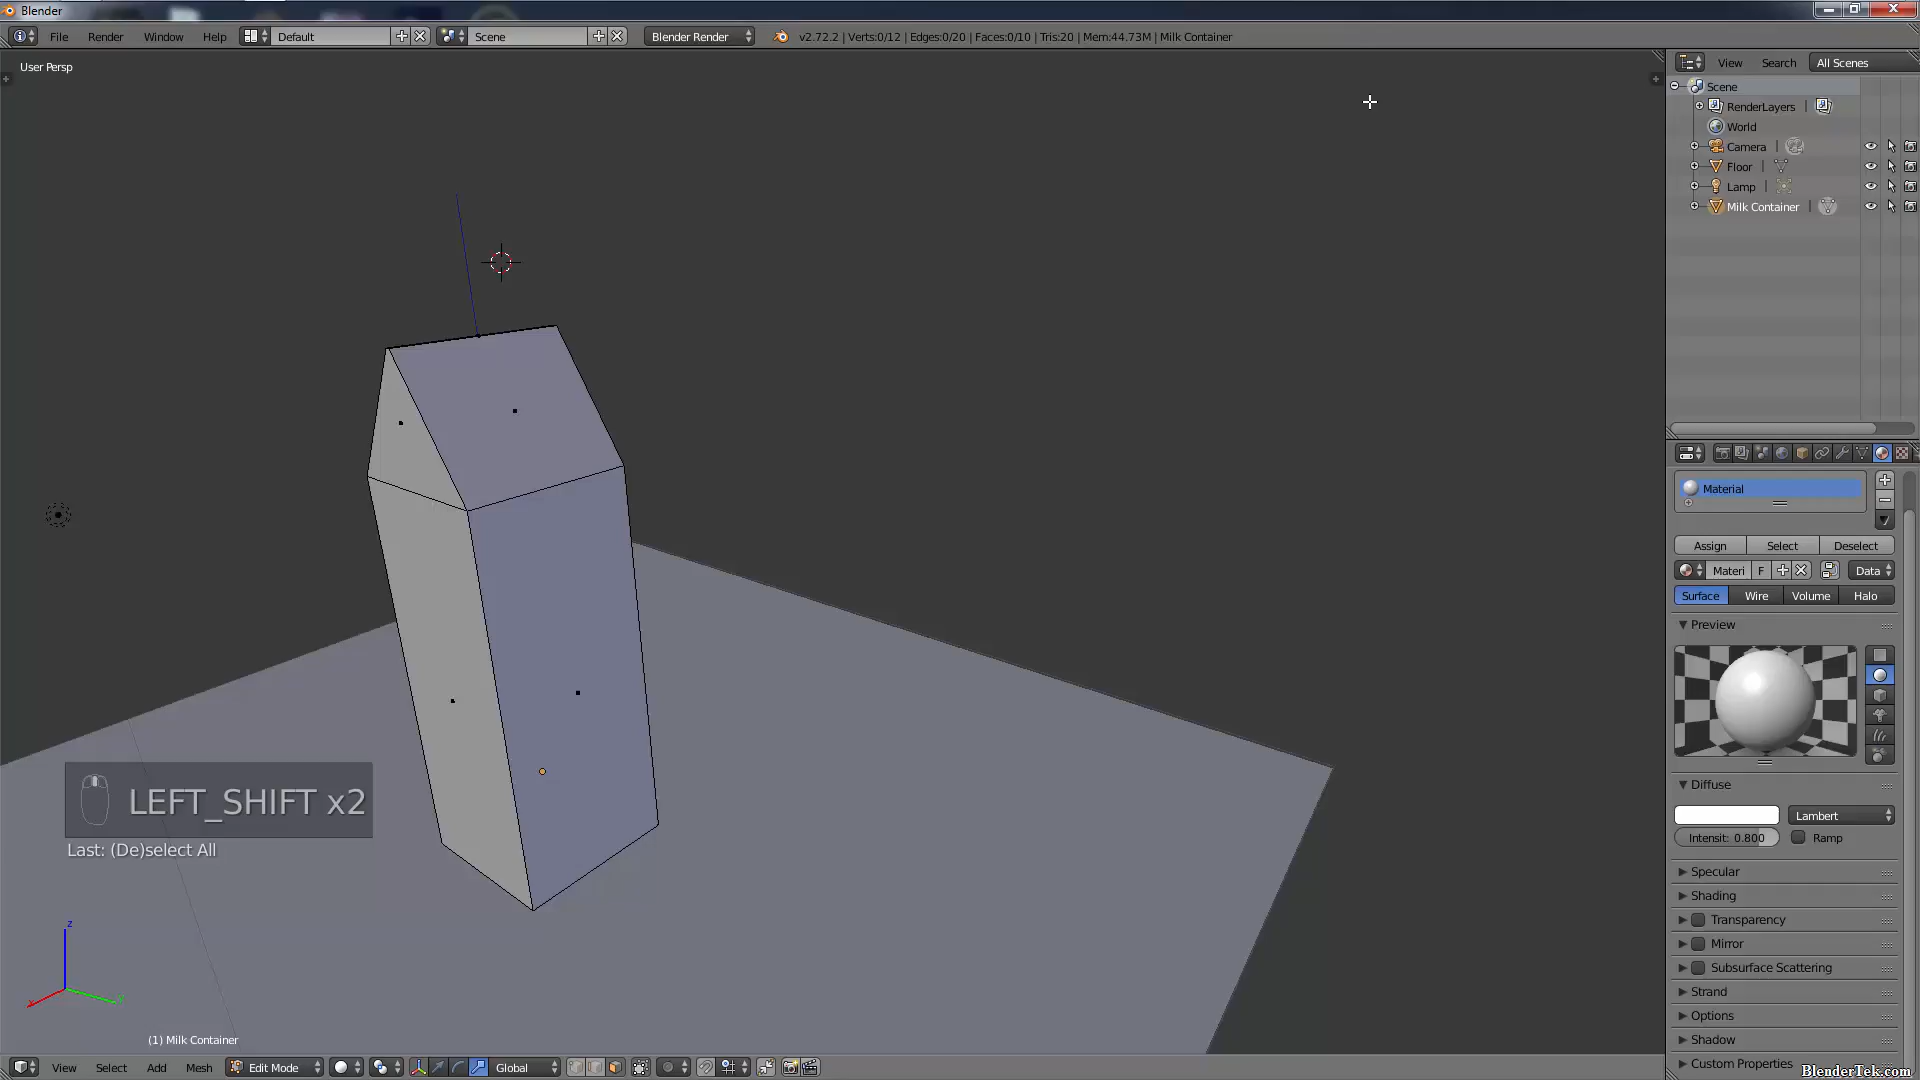 Blender
File Render Window Help Default Scene Blender Render v2.72.2 | Verts:0/12 | Edges:0/20 | Faces:0/10 | Tris:20 | Mem:44.73M | Milk Container
User Persp
View Search All Scenes
Scene
RenderLayers |
World
Camera |
Floor |
Lamp |
Milk Container |
Material
Assign Select Deselect
Materi F Data
Surface Wire Volume Halo
Preview
Diffuse
Lambert
Intensit: 0.800 Ramp
Specular
Shading
Transparency
Mirror
Subsurface Scattering
Strand
Options
Shadow
Custom Properties
LEFT_SHIFT x2
Last: (De)select All
z
x
y
(1) Milk Container
View Select Add Mesh Edit Mode Global
BlenderTek.com